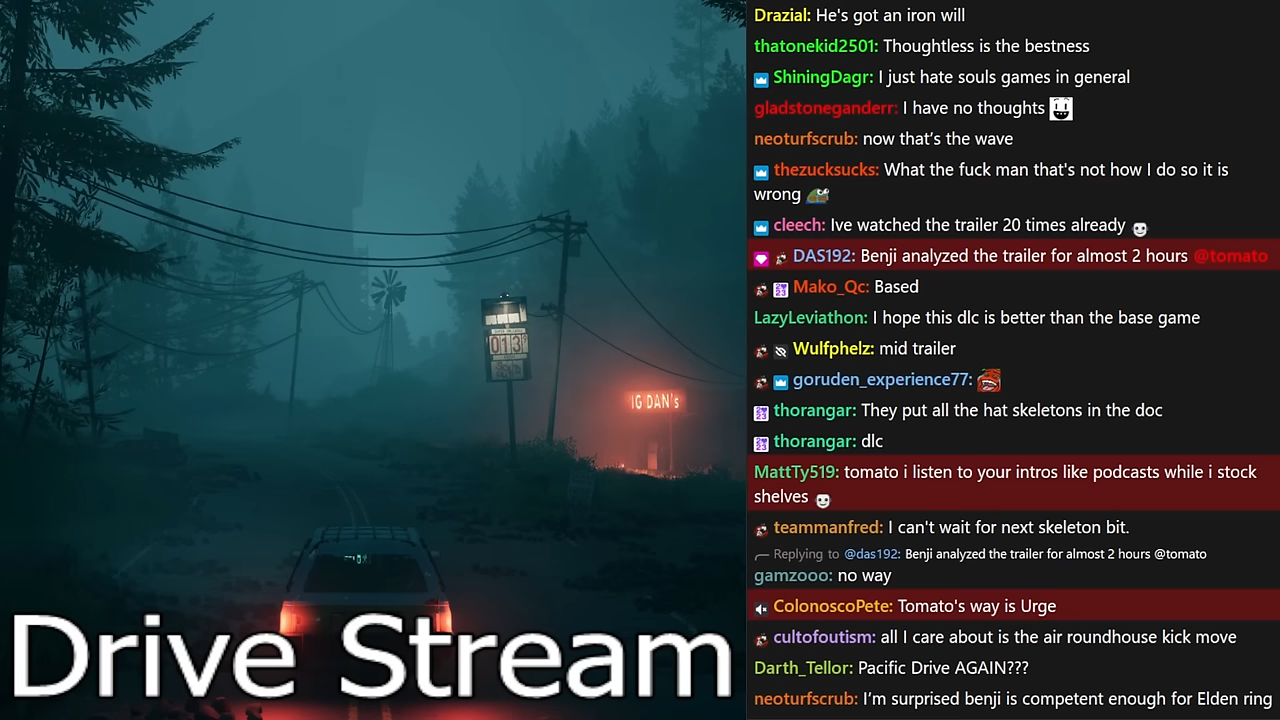 013
IG DAN's
Drive Stream
Drazial: He's got an iron will
thatonekid2501: Thoughtless is the bestness
ShiningDagr: I just hate souls games in general
gladstoneganderr: I have no thoughts
neoturfscrub: now that's the wave
thezucksucks: What the fuck man that's not how I do so it is
wrong
cleech: Ive watched the trailer 20 times already
DAS192: Benji analyzed the trailer for almost 2 hours @tomato
Mako_Qc: Based
LazyLeviathon: I hope this dlc is better than the base game
Wulfphelz: mid trailer
goruden_experience77:
thorangar: They put all the hat skeletons in the doc
thorangar: dlc
MattTy519: tomato i listen to your intros like podcasts while i stock
shelves
teammanfred: I can't wait for next skeleton bit.
Replying to @das192: Benji analyzed the trailer for almost 2 hours @tomato
gamzooo: no way
ColonoscoPete: Tomato's way is Urge
cultofoutism: all I care about is the air roundhouse kick move
Darth_Tellor: Pacific Drive AGAIN???
neoturfscrub: I'm surprised benji is competent enough for Elden ring